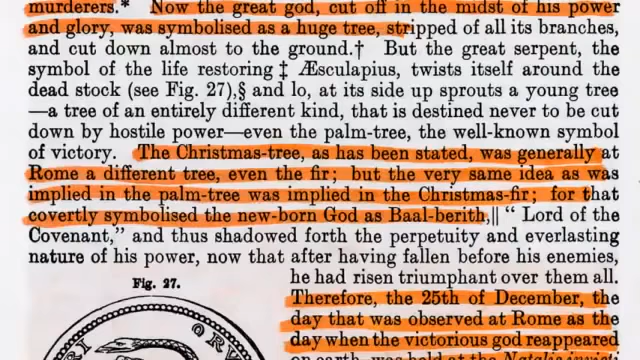 murderers.* Now the great god, cut off in the midst of his power
and glory, was symbolised as a huge tree, stripped of all its branches,
and cut down almost to the ground.† But the great serpent, the
symbol of the life restoring ‡ Æsculapius, twists itself around the
dead stock (see Fig. 27),§ and lo, at its side up sprouts a young tree
—a tree of an entirely different kind, that is destined never to be cut
down by hostile power—even the palm-tree, the well-known symbol
of victory. The Christmas-tree, as has been stated, was generally at
Rome a different tree, even the fir; but the very same idea as was
implied in the palm-tree was implied in the Christmas-fir; for that
covertly symbolised the new-born God as Baal-berith,|| “ Lord of the
Covenant,” and thus shadowed forth the perpetuity and everlasting
nature of his power, now that after having fallen before his enemies,
he had risen triumphant over them all.
Fig. 27.
Therefore, the 25th of December, the
day that was observed at Rome as the
day when the victorious god reappeared
on earth, was held at the Natalis invicti